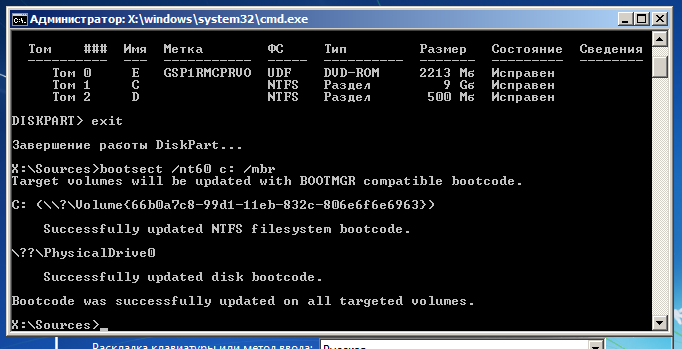 Администратор: X:\windows\system32\cmd.exe
Том ### Имя Метка ФС Тип Размер Состояние Сведения
Том 0 E GSP1RMCPRVO UDF DVD-ROM 2213 Мб Исправен
Том 1 C NTFS Раздел 9 Gб Исправен
Том 2 D NTFS Раздел 500 Mб Исправен
DISKPART> exit
Завершение работы DiskPart...
X:\Sources>bootsect /nt60 c: /mbr
Target volumes will be updated with BOOTMGR compatible bootcode.
C: (\\?\Volume{66b0a7c8-99d1-11eb-832c-806e6f6e6963})
Successfully updated NTFS filesystem bootcode.
\??\PhysicalDrive0
Successfully updated disk bootcode.
Bootcode was successfully updated on all targeted volumes.
X:\Sources>_
Раскладка клавиатуры или метод ввода: Русская